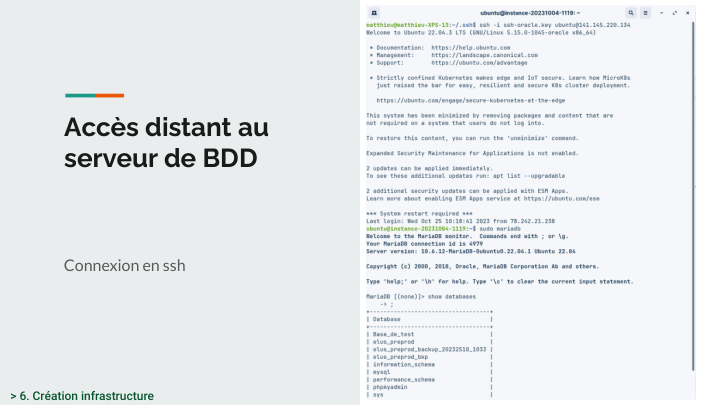 Accès distant au
serveur de BDD
Connexion en ssh
> 6. Création infrastructure
ubuntu@instance-20231004-1119: ~
matthieu@matthieu-XPS-13:~/.ssh$ ssh -i ssh-oracle.key ubuntu@141.145.220.134
Welcome to Ubuntu 22.04.3 LTS (GNU/Linux 5.15.0-1045-oracle x86_64)
* Documentation: https://help.ubuntu.com
* Management: https://landscape.canonical.com
* Support: https://ubuntu.com/advantage
* Strictly confined Kubernetes makes edge and IoT secure. Learn how MicroK8s
just raised the bar for easy, resilient and secure K8s cluster deployment.
https://ubuntu.com/engage/secure-kubernetes-at-the-edge
This system has been minimized by removing packages and content that are
not required on a system that users do not log into.
To restore this content, you can run the 'unminimize' command.
Expanded Security Maintenance for Applications is not enabled.
2 updates can be applied immediately.
To see these additional updates run: apt list --upgradable
2 additional security updates can be applied with ESM Apps.
Learn more about enabling ESM Apps service at https://ubuntu.com/esm
*** System restart required ***
Last login: Wed Oct 25 10:18:41 2023 from 78.242.21.238
ubuntu@instance-20231004-1119:~$ sudo mariadb
Welcome to the MariaDB monitor. Commands end with ; or \g.
Your MariaDB connection id is 4979
Server version: 10.6.12-MariaDB-0ubuntu0.22.04.1 Ubuntu 22.04
Copyright (c) 2000, 2018, Oracle, MariaDB Corporation Ab and others.
Type 'help;' or '\h' for help. Type '\c' to clear the current input statement.
MariaDB [(none)]> show databases
-> ;
+--------------------------------+
| Database |
+--------------------------------+
| Base_de_test |
| elus_preprod |
| elus_preprod_backup_20232510_1033 |
| elus_preprod_bkp |
| information_schema |
| mysql |
| performance_schema |
| phpmyadmin |
| sys |